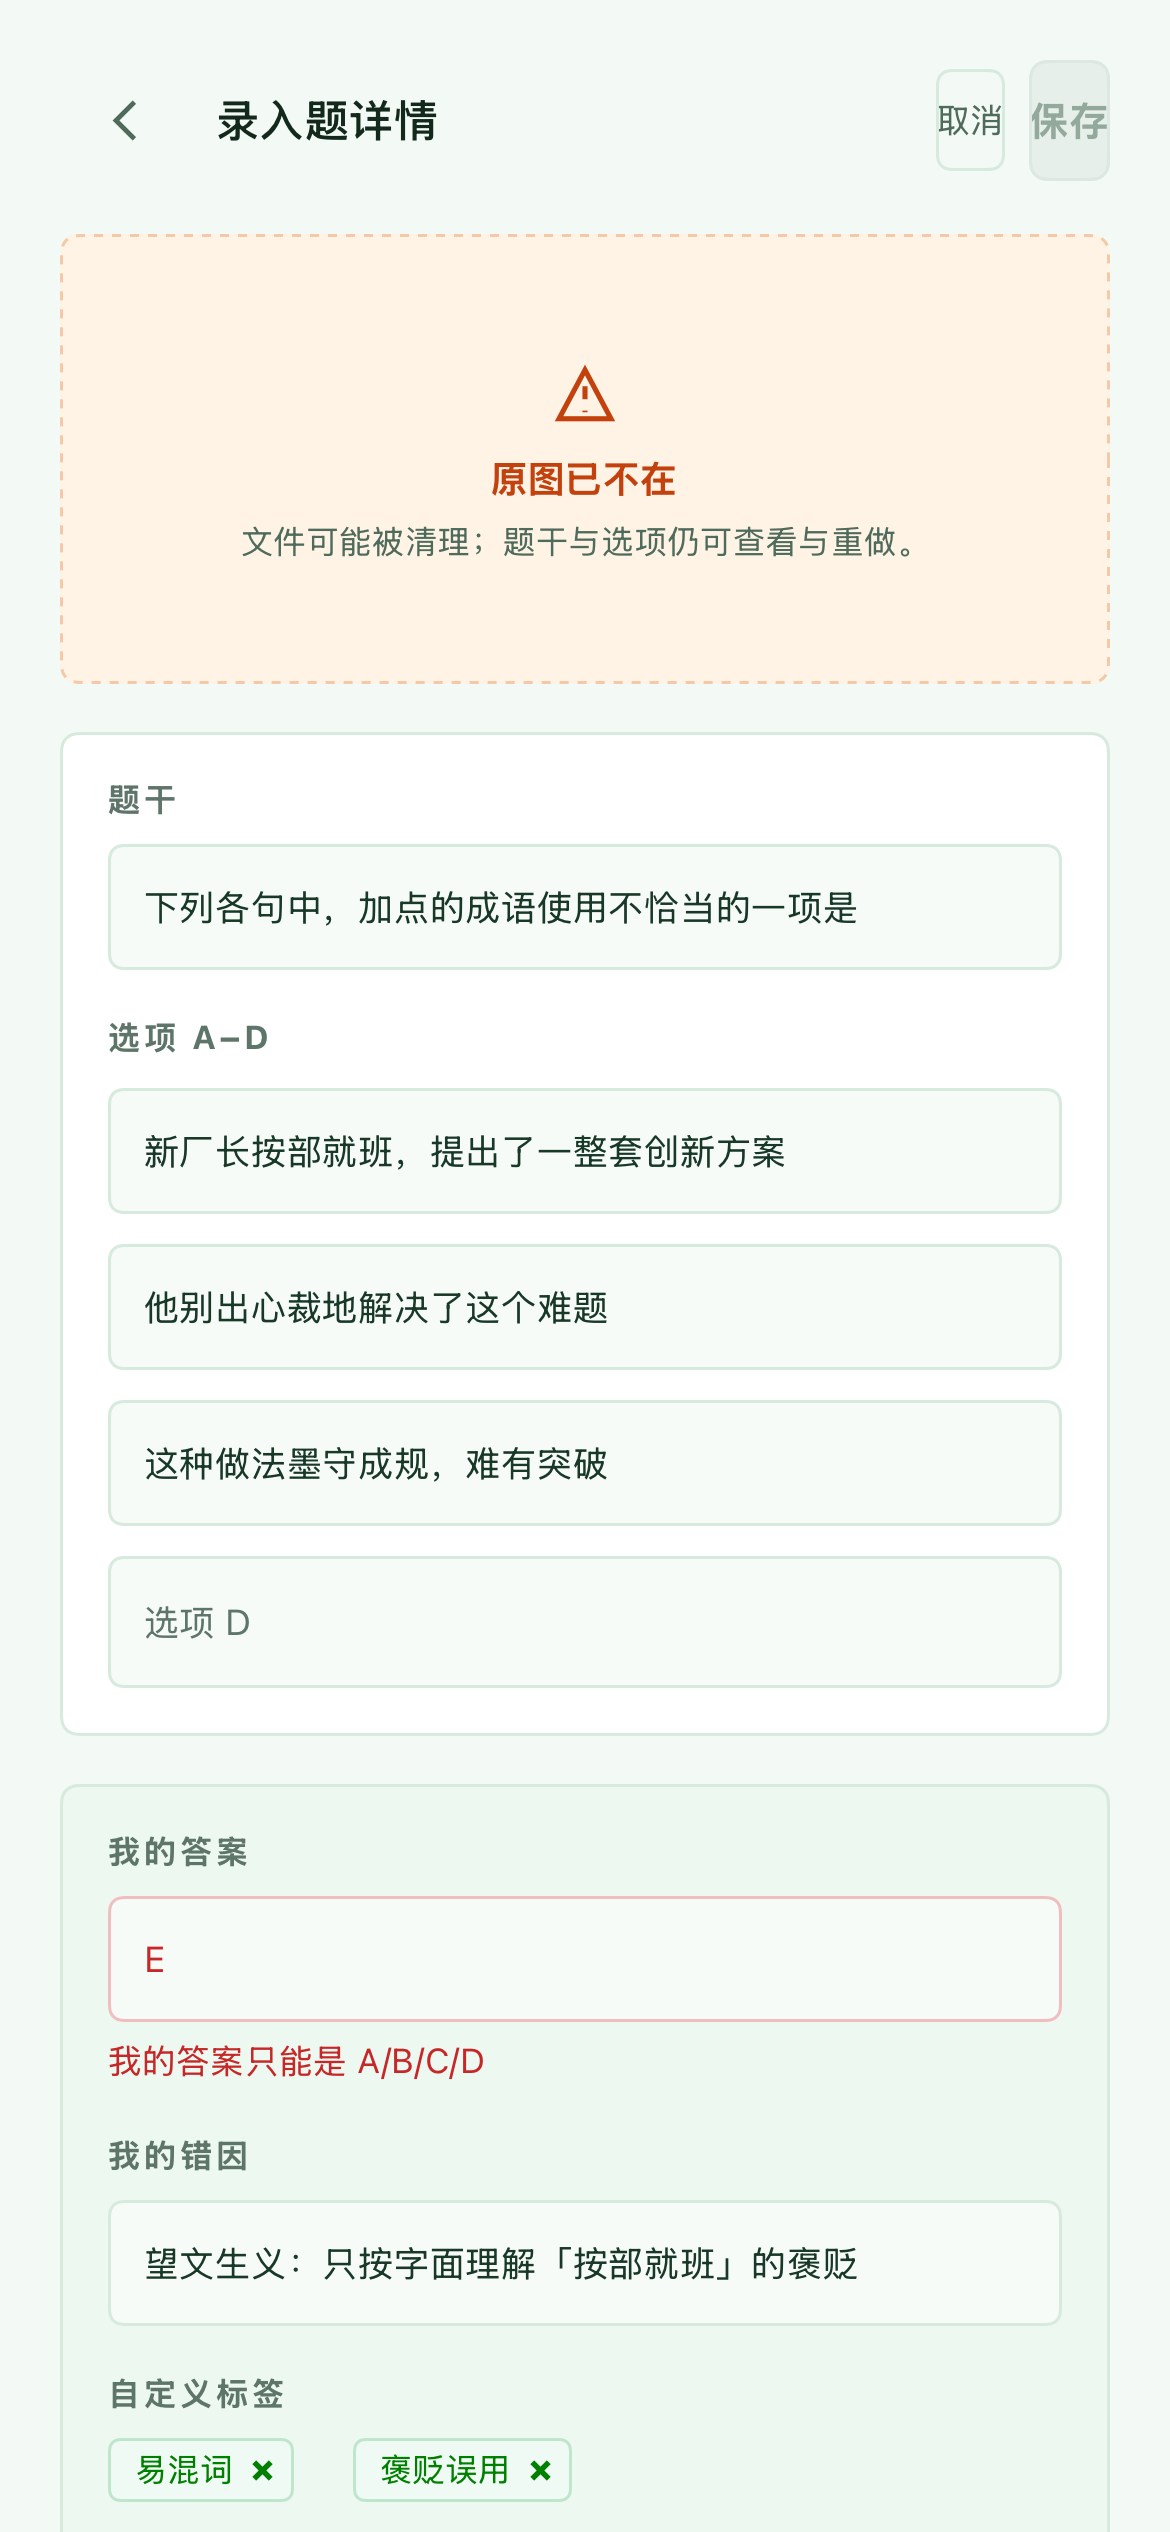 录入题详情
取消
保存
原图已不在
文件可能被清理；题干与选项仍可查看与重做。
题干
下列各句中，加点的成语使用不恰当的一项是
选项 A–D
新厂长按部就班，提出了一整套创新方案
他别出心裁地解决了这个难题
这种做法墨守成规，难有突破
选项 D
我的答案
E
我的答案只能是 A/B/C/D
我的错因
望文生义：只按字面理解「按部就班」的褒贬
自定义标签
易混词 ×
褒贬误用 ×